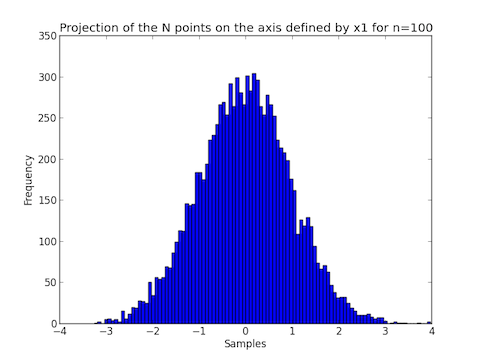 Projection of the N points on the axis defined by x1 for n=100
350
300
250
200
150
100
50
0
Frequency
−4 −3 −2 −1 0 1 2 3 4
Samples